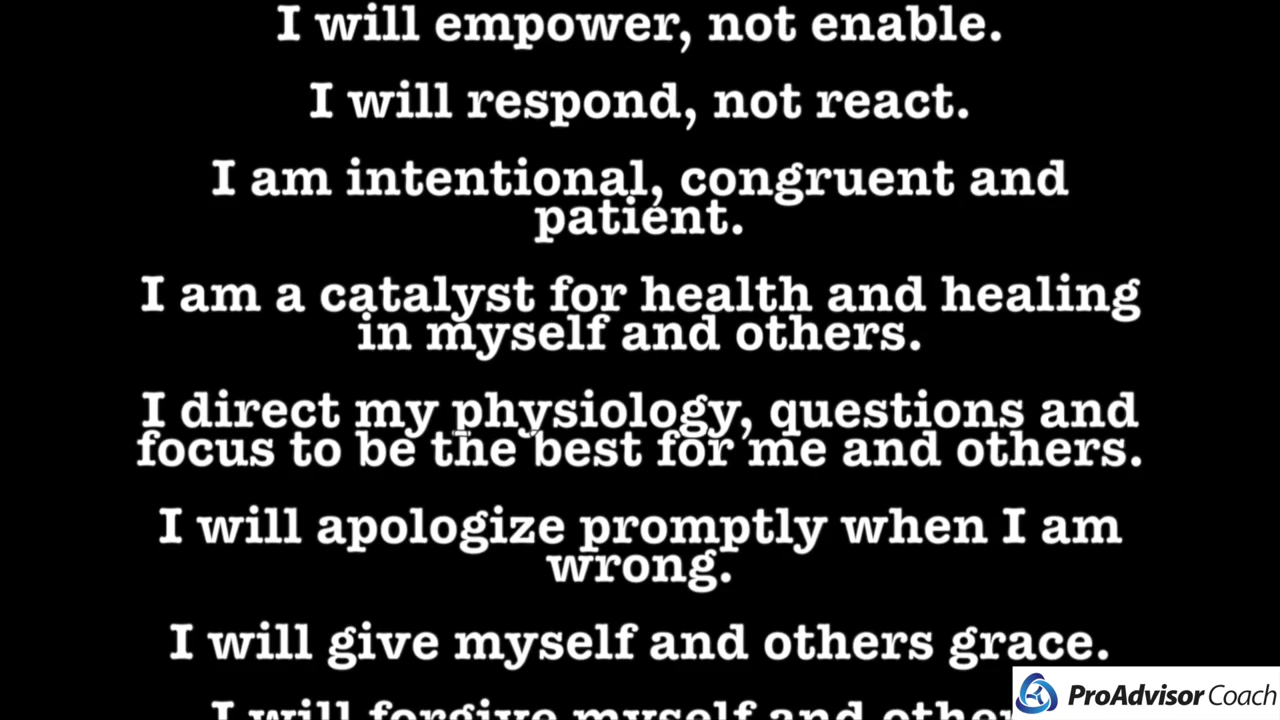 I will empower, not enable.
I will respond, not react.
I am intentional, congruent and
patient.
I am a catalyst for health and healing
in myself and others.
I direct my physiology, questions and
focus to be the best for me and others.
I will apologize promptly when I am
wrong.
I will give myself and others grace.
I will forgive myself and
ProAdvisor Coach